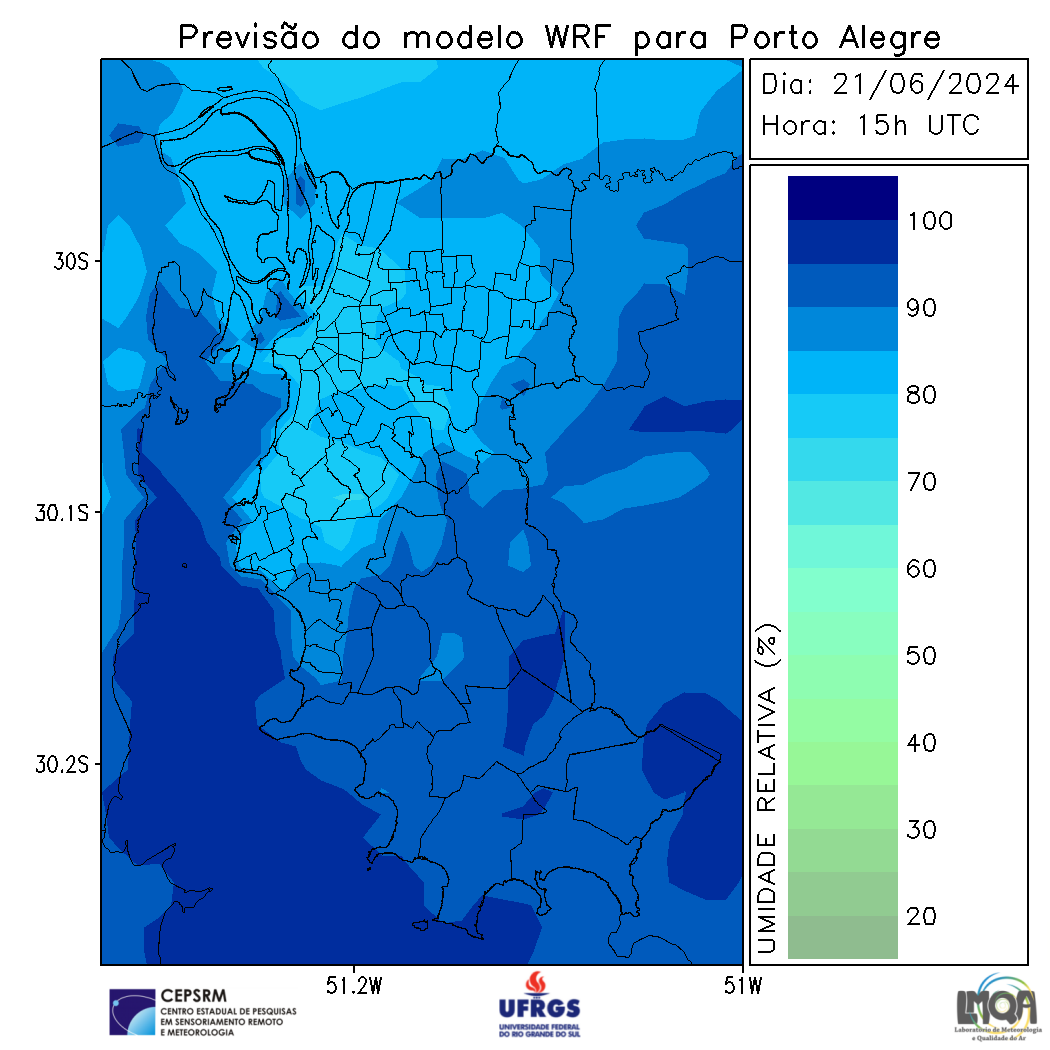 Previsão do modelo WRF para Porto Alegre
Dia: 21/06/2024
Hora: 15h UTC
30S
30.1S
30.2S
51.2W
51W
100
90
80
70
60
50
40
30
20
UMIDADE RELATIVA (%)
CEPSRM
CENTRO ESTADUAL DE PESQUISAS
EM SENSORIAMENTO REMOTO
E METEOROLOGIA
UFRGS
UNIVERSIDADE FEDERAL
DO RIO GRANDE DO SUL
LMQA
Laboratório de Meteorologia
e Qualidade do Ar